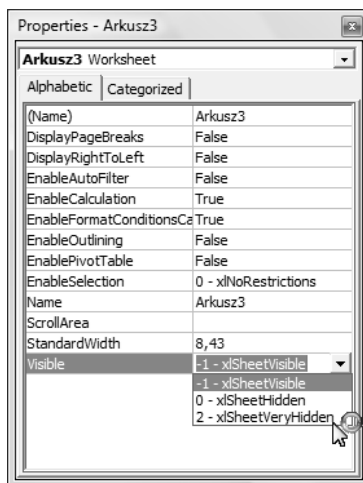 Properties - Arkusz3
Arkusz3 Worksheet
Alphabetic Categorized
(Name) Arkusz3
DisplayPageBreaks False
DisplayRightToLeft False
EnableAutoFilter False
EnableCalculation True
EnableFormatConditionsCa True
EnableOutlining False
EnablePivotTable False
EnableSelection 0 - xlNoRestrictions
Name Arkusz3
ScrollArea
StandardWidth 8,43
Visible -1 - xlSheetVisible
-1 - xlSheetVisible
0 - xlSheetHidden
2 - xlSheetVeryHidden